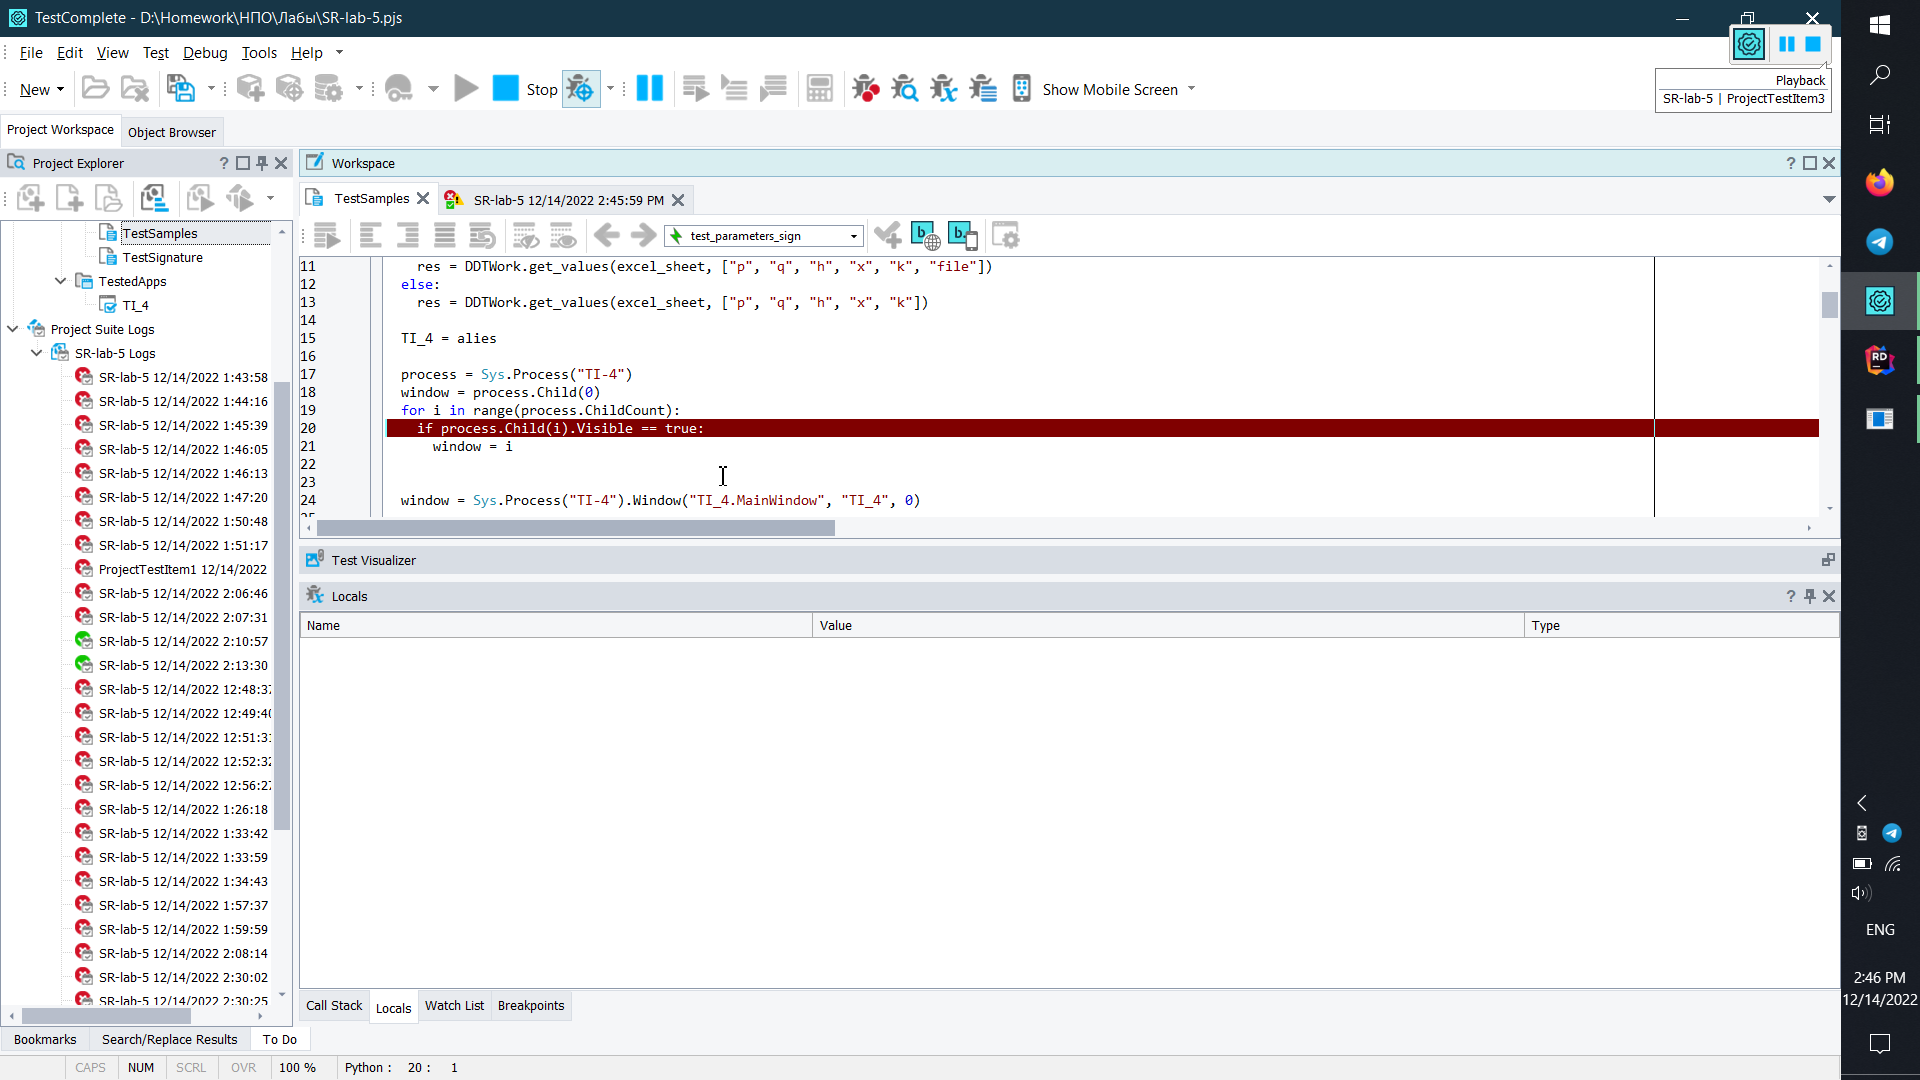 TestComplete - D:\Homework\НПО\Лабы\SR-lab-5.pjs
File Edit View Test Debug Tools Help
New
Stop
Show Mobile Screen
Playback
SR-lab-5 | ProjectTestItem3
Project Workspace
Object Browser
Project Explorer
TestSamples
TestSignature
TestedApps
TI_4
Project Suite Logs
SR-lab-5 Logs
SR-lab-5 12/14/2022 1:43:58
SR-lab-5 12/14/2022 1:44:16
SR-lab-5 12/14/2022 1:45:39
SR-lab-5 12/14/2022 1:46:05
SR-lab-5 12/14/2022 1:46:13
SR-lab-5 12/14/2022 1:47:20
SR-lab-5 12/14/2022 1:50:48
SR-lab-5 12/14/2022 1:51:17
ProjectTestItem1 12/14/2022
SR-lab-5 12/14/2022 2:06:46
SR-lab-5 12/14/2022 2:07:31
SR-lab-5 12/14/2022 2:10:57
SR-lab-5 12/14/2022 2:13:30
SR-lab-5 12/14/2022 12:48:37
SR-lab-5 12/14/2022 12:49:40
SR-lab-5 12/14/2022 12:51:31
SR-lab-5 12/14/2022 12:52:32
SR-lab-5 12/14/2022 12:56:27
SR-lab-5 12/14/2022 1:26:18
SR-lab-5 12/14/2022 1:33:42
SR-lab-5 12/14/2022 1:33:59
SR-lab-5 12/14/2022 1:34:43
SR-lab-5 12/14/2022 1:57:37
SR-lab-5 12/14/2022 1:59:59
SR-lab-5 12/14/2022 2:08:14
SR-lab-5 12/14/2022 2:30:02
SR-lab-5 12/14/2022 2:30:25
Workspace
TestSamples
SR-lab-5 12/14/2022 2:45:59 PM
test_parameters_sign
11 res = DDTWork.get_values(excel_sheet, ["p", "q", "h", "x", "k", "file"])
12 else:
13 res = DDTWork.get_values(excel_sheet, ["p", "q", "h", "x", "k"])
14
15 TI_4 = alies
16
17 process = Sys.Process("TI-4")
18 window = process.Child(0)
19 for i in range(process.ChildCount):
20 if process.Child(i).Visible == true:
21 window = i
22
23
24 window = Sys.Process("TI-4").Window("TI_4.MainWindow", "TI_4", 0)
25
Test Visualizer
Locals
Name Value Type
Call Stack Locals Watch List Breakpoints
Bookmarks Search/Replace Results To Do
CAPS NUM SCRL OVR 100 % Python : 20 : 1
RD
ENG
2:46 PM
12/14/2022